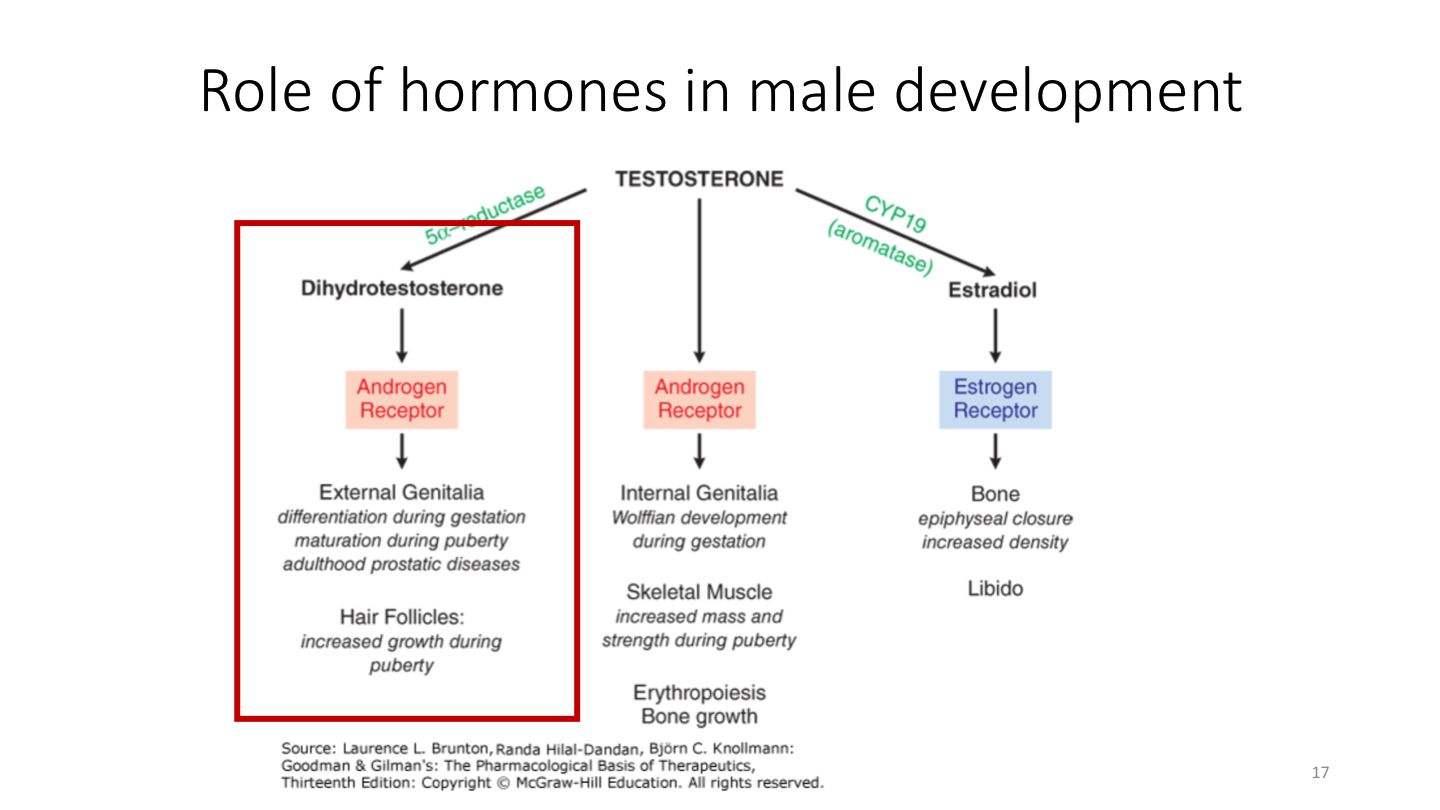 Role of hormones in male development
TESTOSTERONE
5α–reductase
CYP19
(aromatase)
Dihydrotestosterone
Estradiol
Androgen
Receptor
Androgen
Receptor
Estrogen
Receptor
External Genitalia
differentiation during gestation
maturation during puberty
adulthood prostatic diseases
Hair Follicles:
increased growth during
puberty
Internal Genitalia
Wolffian development
during gestation
Skeletal Muscle
increased mass and
strength during puberty
Erythropoiesis
Bone growth
Bone
epiphyseal closure
increased density
Libido
Source: Laurence L. Brunton, Randa Hilal-Dandan, Björn C. Knollmann:
Goodman & Gilman's: The Pharmacological Basis of Therapeutics,
Thirteenth Edition: Copyright © McGraw-Hill Education. All rights reserved.
17